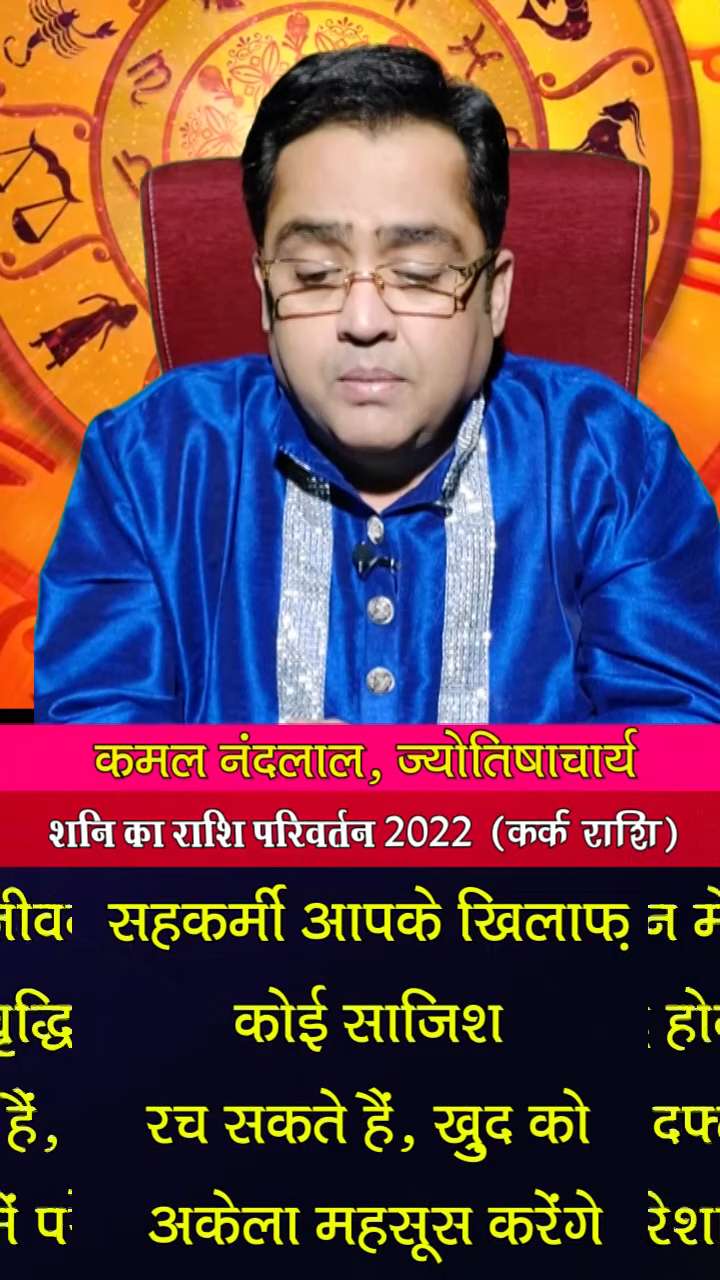 कमल नंदलाल, ज्योतिषाचार्य
शनि का राशि परिवर्तन 2022 (कर्क राशि)
सहकर्मी आपके खिलाफ़
कोई साजिश
रच सकते हैं, खुद को
अकेला महसूस करेंगे